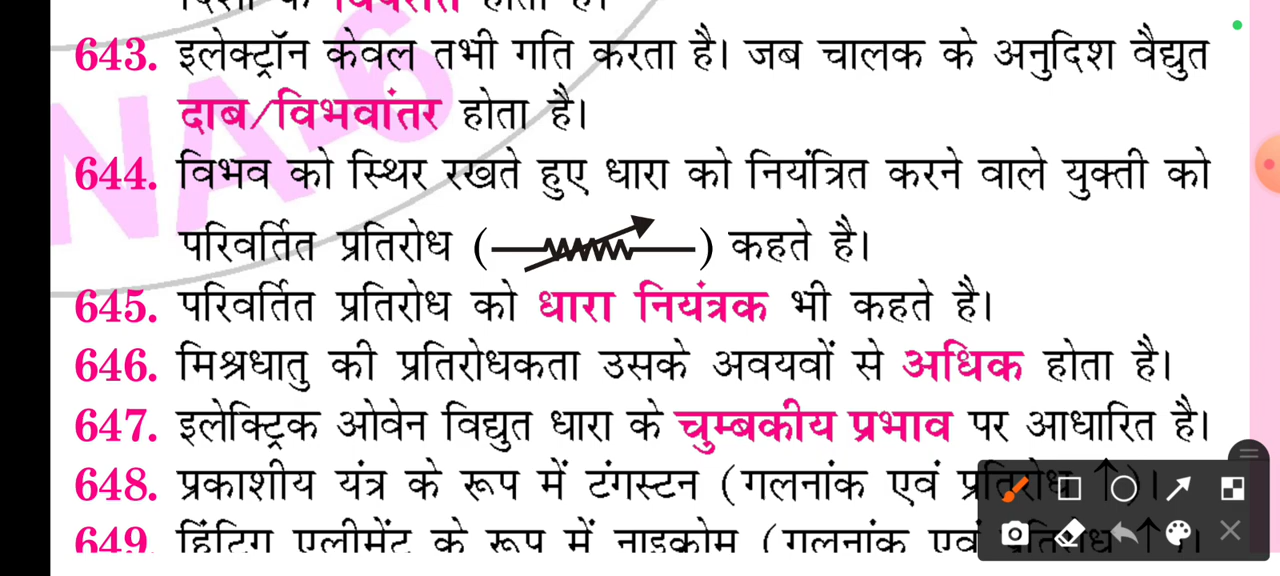 दिशा के विपरीत होता है।
643. इलेक्ट्रॉन केवल तभी गति करता है। जब चालक के अनुदिश वैद्युत
दाब/विभवांतर होता है।
644. विभव को स्थिर रखते हुए धारा को नियंत्रित करने वाले युक्ती को
परिवर्तित प्रतिरोध ( ) कहते है।
645. परिवर्तित प्रतिरोध को धारा नियंत्रक भी कहते है।
646. मिश्रधातु की प्रतिरोधकता उसके अवयवों से अधिक होता है।
647. इलेक्ट्रिक ओवेन विद्युत धारा के चुम्बकीय प्रभाव पर आधारित है।
648. प्रकाशीय यंत्र के रूप में टंगस्टन (गलनांक एवं प्रतिरोध ↑)।
649. हिंटिग एलीमेंट के रूप में नाइक्रोम (गलनांक एवं प्रतिरोध ↑)।